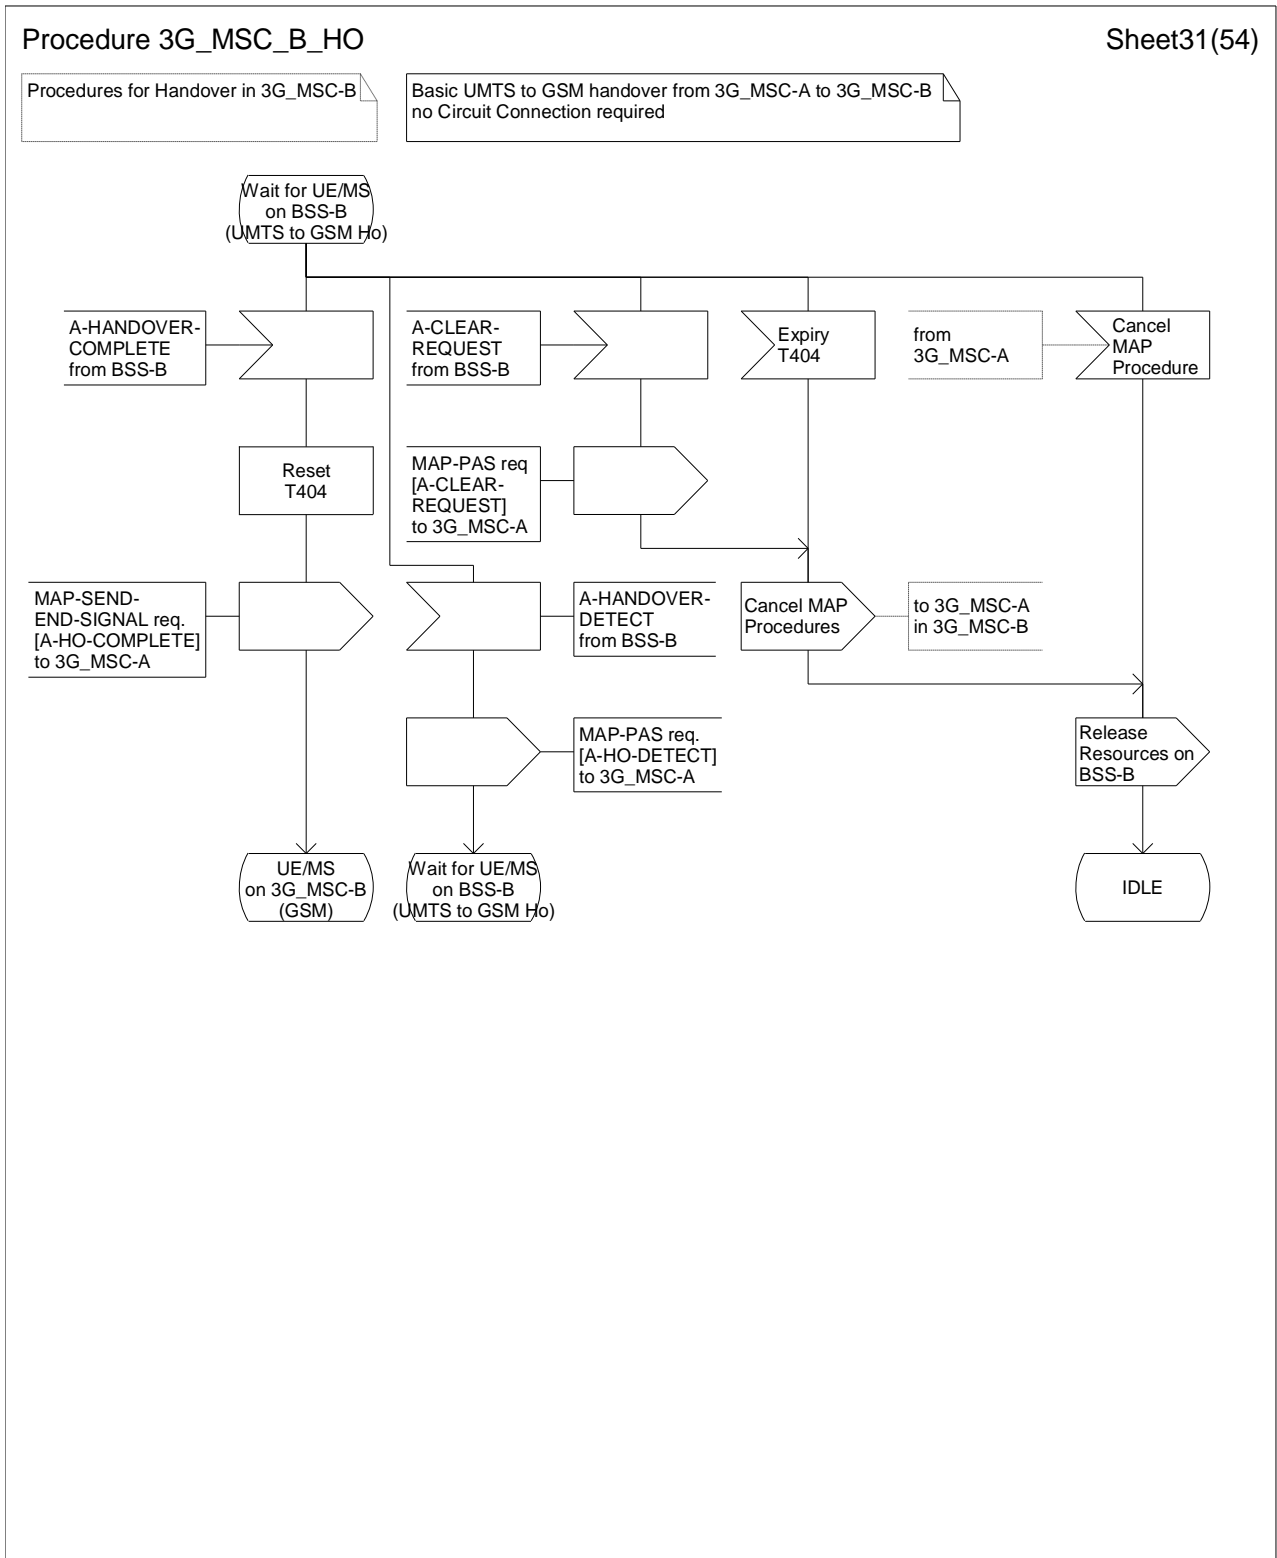 Procedure 3G_MSC_B_HO
Sheet31(54)
Procedures for Handover in 3G_MSC-B
Basic UMTS to GSM handover from 3G_MSC-A to 3G_MSC-B
no Circuit Connection required
Wait for UE/MS
on BSS-B
(UMTS to GSM Ho)
A-HANDOVER-
COMPLETE
from BSS-B
A-CLEAR-
REQUEST
from BSS-B
Expiry
T404
from
3G_MSC-A
Cancel
MAP
Procedure
Reset
T404
MAP-PAS req
[A-CLEAR-
REQUEST]
to 3G_MSC-A
MAP-SEND-
END-SIGNAL req.
[A-HO-COMPLETE]
to 3G_MSC-A
A-HANDOVER-
DETECT
from BSS-B
Cancel MAP
Procedures
to 3G_MSC-A
in 3G_MSC-B
MAP-PAS req.
[A-HO-DETECT]
to 3G_MSC-A
Release
Resources on
BSS-B
UE/MS
on 3G_MSC-B
(GSM)
Wait for UE/MS
on BSS-B
(UMTS to GSM Ho)
IDLE